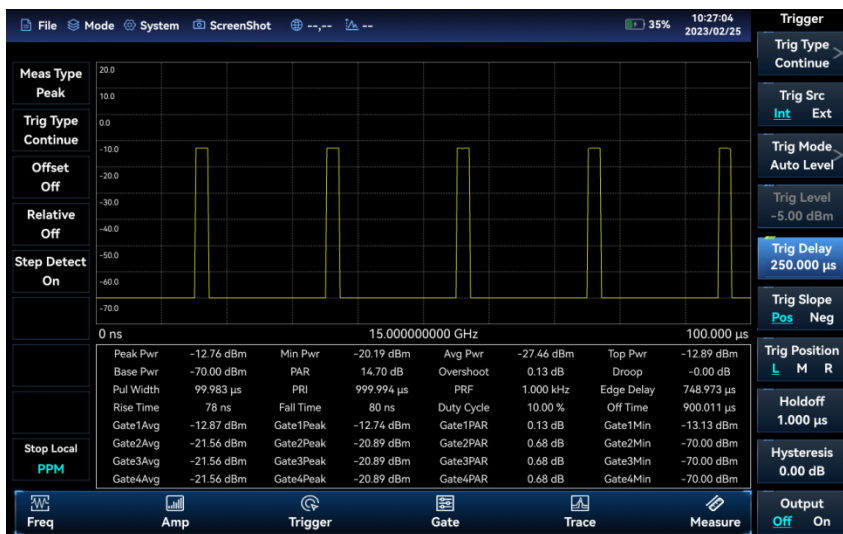 File Mode System ScreenShot --,-- -- 35% 10:27:04 2023/02/25
Meas Type
Peak
Trig Type
Continue
Offset
Off
Relative
Off
Step Detect
On
Stop Local
PPM
20.0
10.0
0.0
-10.0
-20.0
-30.0
-40.0
-50.0
-60.0
-70.0
0 ns 15.000000000 GHz 100.000 µs
Peak Pwr -12.76 dBm Min Pwr -20.19 dBm Avg Pwr -27.46 dBm Top Pwr -12.89 dBm
Base Pwr -70.00 dBm PAR 14.70 dB Overshoot 0.13 dB Droop -0.00 dB
Pul Width 99.983 µs PRI 999.994 µs PRF 1.000 kHz Edge Delay 748.973 µs
Rise Time 78 ns Fall Time 80 ns Duty Cycle 10.00 % Off Time 900.011 µs
Gate1Avg -12.87 dBm Gate1Peak -12.74 dBm Gate1PAR 0.13 dB Gate1Min -13.13 dBm
Gate2Avg -21.56 dBm Gate2Peak -20.89 dBm Gate2PAR 0.68 dB Gate2Min -70.00 dBm
Gate3Avg -21.56 dBm Gate3Peak -20.89 dBm Gate3PAR 0.68 dB Gate3Min -70.00 dBm
Gate4Avg -21.56 dBm Gate4Peak -20.89 dBm Gate4PAR 0.68 dB Gate4Min -70.00 dBm
Trigger
Trig Type
Continue
Trig Src
Int Ext
Trig Mode
Auto Level
Trig Level
-5.00 dBm
Trig Delay
250.000 µs
Trig Slope
Pos Neg
Trig Position
L M R
Holdoff
1.000 µs
Hysteresis
0.00 dB
Output
Off On
Freq Amp Trigger Gate Trace Measure